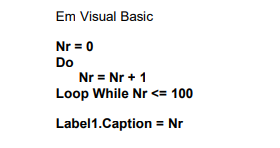 Em Visual Basic
Nr = 0
Do
Nr = Nr + 1
Loop While Nr <= 100
Label1.Caption = Nr